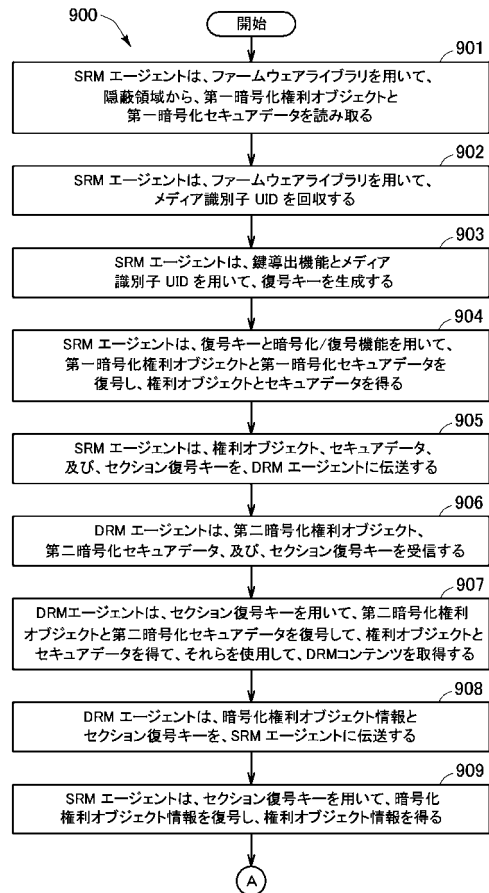 900
開始
901
SRM エージェントは、ファームウェアライブラリを用いて、
隠蔽領域から、第一暗号化権利オブジェクトと
第一暗号化セキュアデータを読み取る
902
SRM エージェントは、ファームウェアライブラリを用いて、
メディア識別子 UID を回収する
903
SRM エージェントは、鍵導出機能とメディア
識別子 UID を用いて、復号キーを生成する
904
SRM エージェントは、復号キーと暗号化/復号機能を用いて、
第一暗号化権利オブジェクトと第一暗号化セキュアデータを
復号し、権利オブジェクトとセキュアデータを得る
905
SRM エージェントは、権利オブジェクト、セキュアデータ、
及び、セクション復号キーを、DRM エージェントに伝送する
906
DRM エージェントは、第二暗号化権利オブジェクト、
第二暗号化セキュアデータ、及び、セクション復号キーを受信する
907
DRMエージェントは、セクション復号キーを用いて、第二暗号化権利
オブジェクトと第二暗号化セキュアデータを復号して、権利オブジェクトと
セキュアデータを得て、それらを使用して、DRMコンテンツを取得する
908
DRM エージェントは、暗号化権利オブジェクト情報と
セクション復号キーを、SRM エージェントに伝送する
909
SRM エージェントは、セクション復号キーを用いて、暗号化
権利オブジェクト情報を復号し、権利オブジェクト情報を得る
A